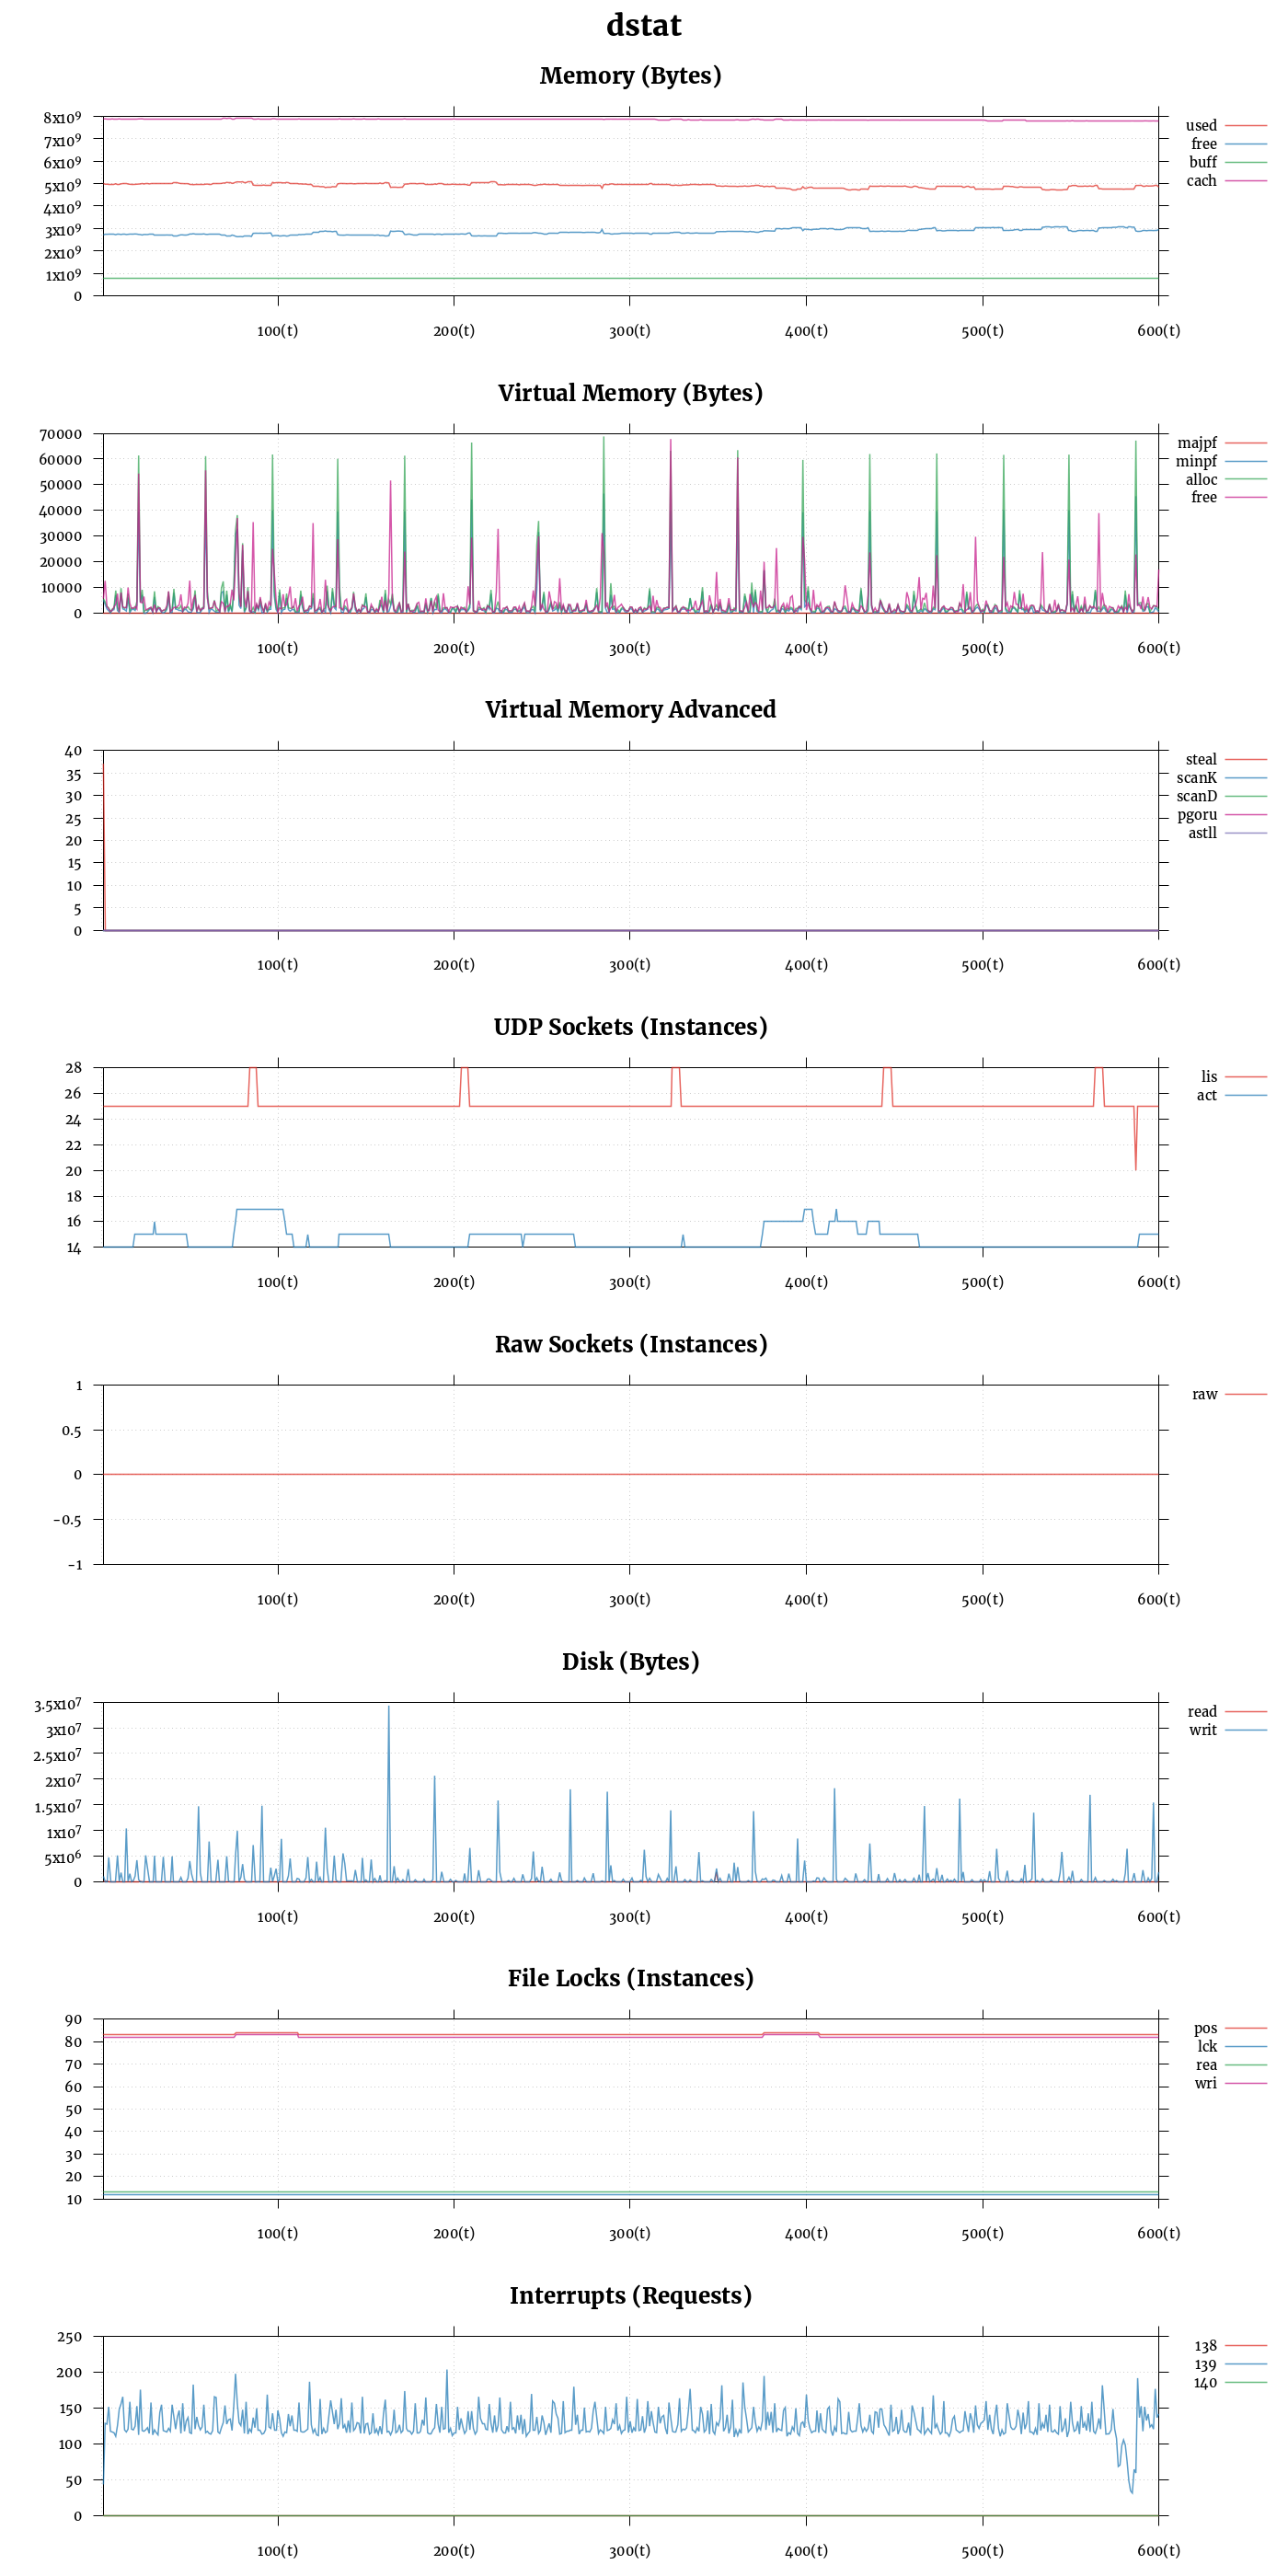 dstat
Memory (Bytes)
8x10⁹
7x10⁹
6x10⁹
5x10⁹
4x10⁹
3x10⁹
2x10⁹
1x10⁹
0
100(t) 200(t) 300(t) 400(t) 500(t) 600(t)
used
free
buff
cach
Virtual Memory (Bytes)
70000
60000
50000
40000
30000
20000
10000
0
100(t) 200(t) 300(t) 400(t) 500(t) 600(t)
majpf
minpf
alloc
free
Virtual Memory Advanced
40
35
30
25
20
15
10
5
0
100(t) 200(t) 300(t) 400(t) 500(t) 600(t)
steal
scanK
scanD
pgoru
astll
UDP Sockets (Instances)
28
26
24
22
20
18
16
14
100(t) 200(t) 300(t) 400(t) 500(t) 600(t)
lis
act
Raw Sockets (Instances)
1
0.5
0
-0.5
-1
100(t) 200(t) 300(t) 400(t) 500(t) 600(t)
raw
Disk (Bytes)
3.5x10⁷
3x10⁷
2.5x10⁷
2x10⁷
1.5x10⁷
1x10⁷
5x10⁶
0
100(t) 200(t) 300(t) 400(t) 500(t) 600(t)
read
writ
File Locks (Instances)
90
80
70
60
50
40
30
20
10
100(t) 200(t) 300(t) 400(t) 500(t) 600(t)
pos
lck
rea
wri
Interrupts (Requests)
250
200
150
100
50
0
100(t) 200(t) 300(t) 400(t) 500(t) 600(t)
138
139
140